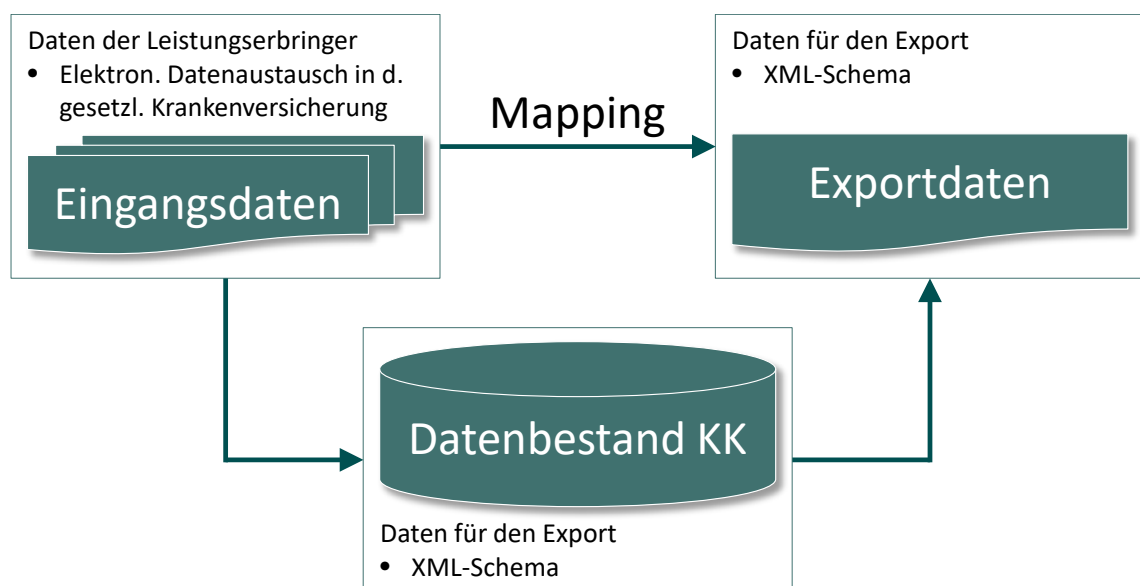 Daten der Leistungserbringer
• Elektron. Datenaustausch in d.
gesetzl. Krankenversicherung
Eingangsdaten
Mapping
Daten für den Export
• XML-Schema
Exportdaten
Datenbestand KK
Daten für den Export
• XML-Schema